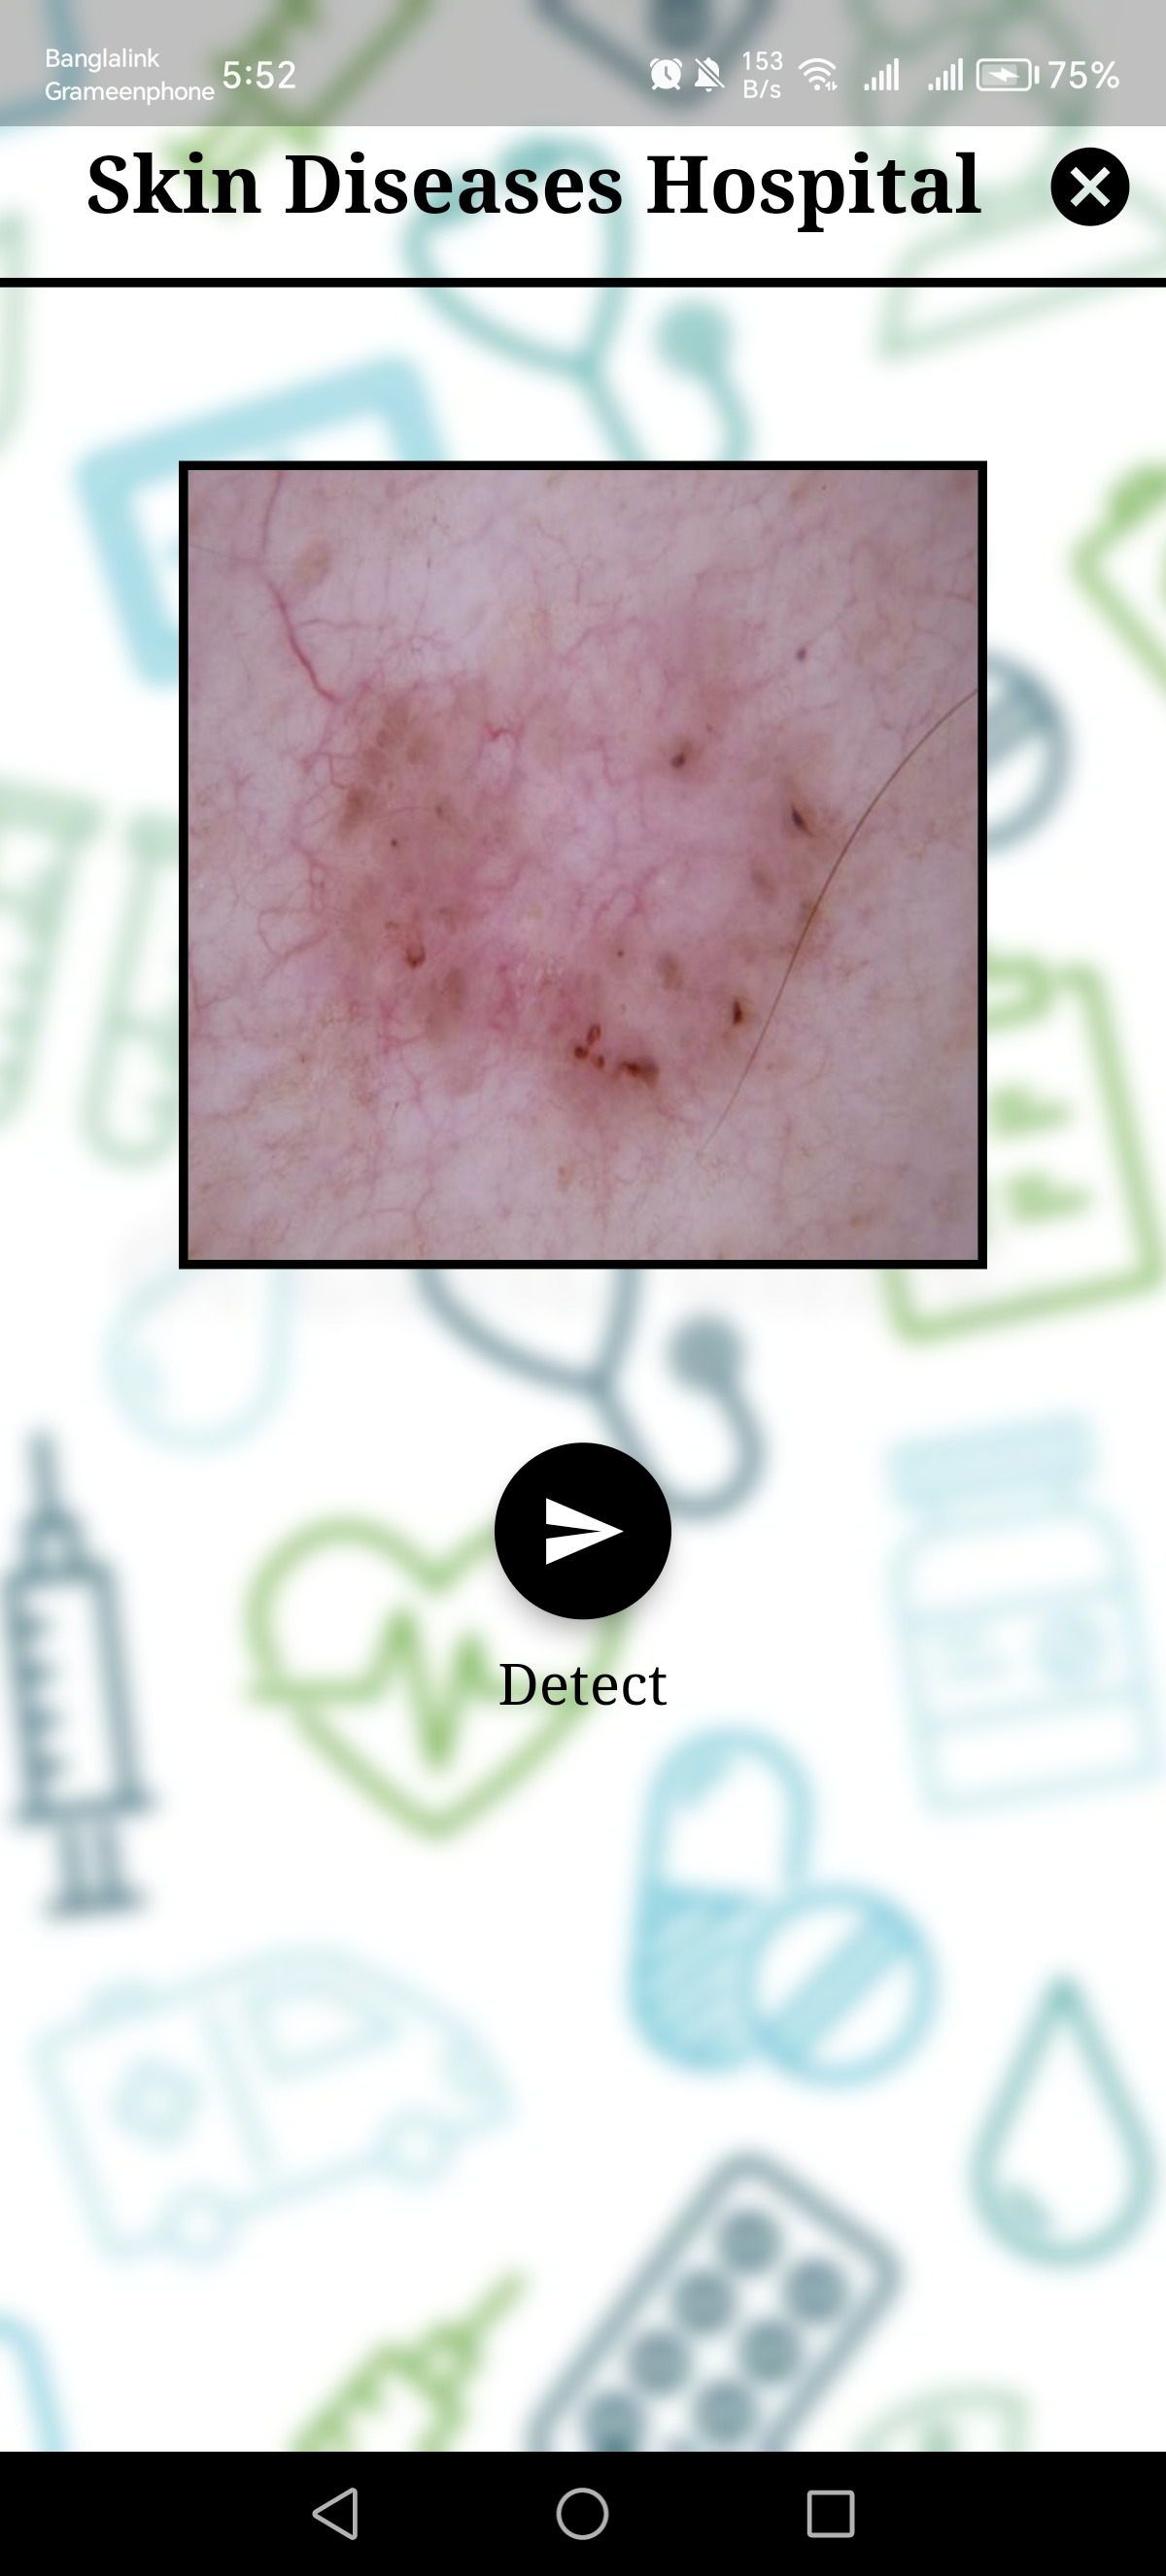 Banglalink
Grameenphone
5:52
153
B/s
75%
Skin Diseases Hospital
Detect